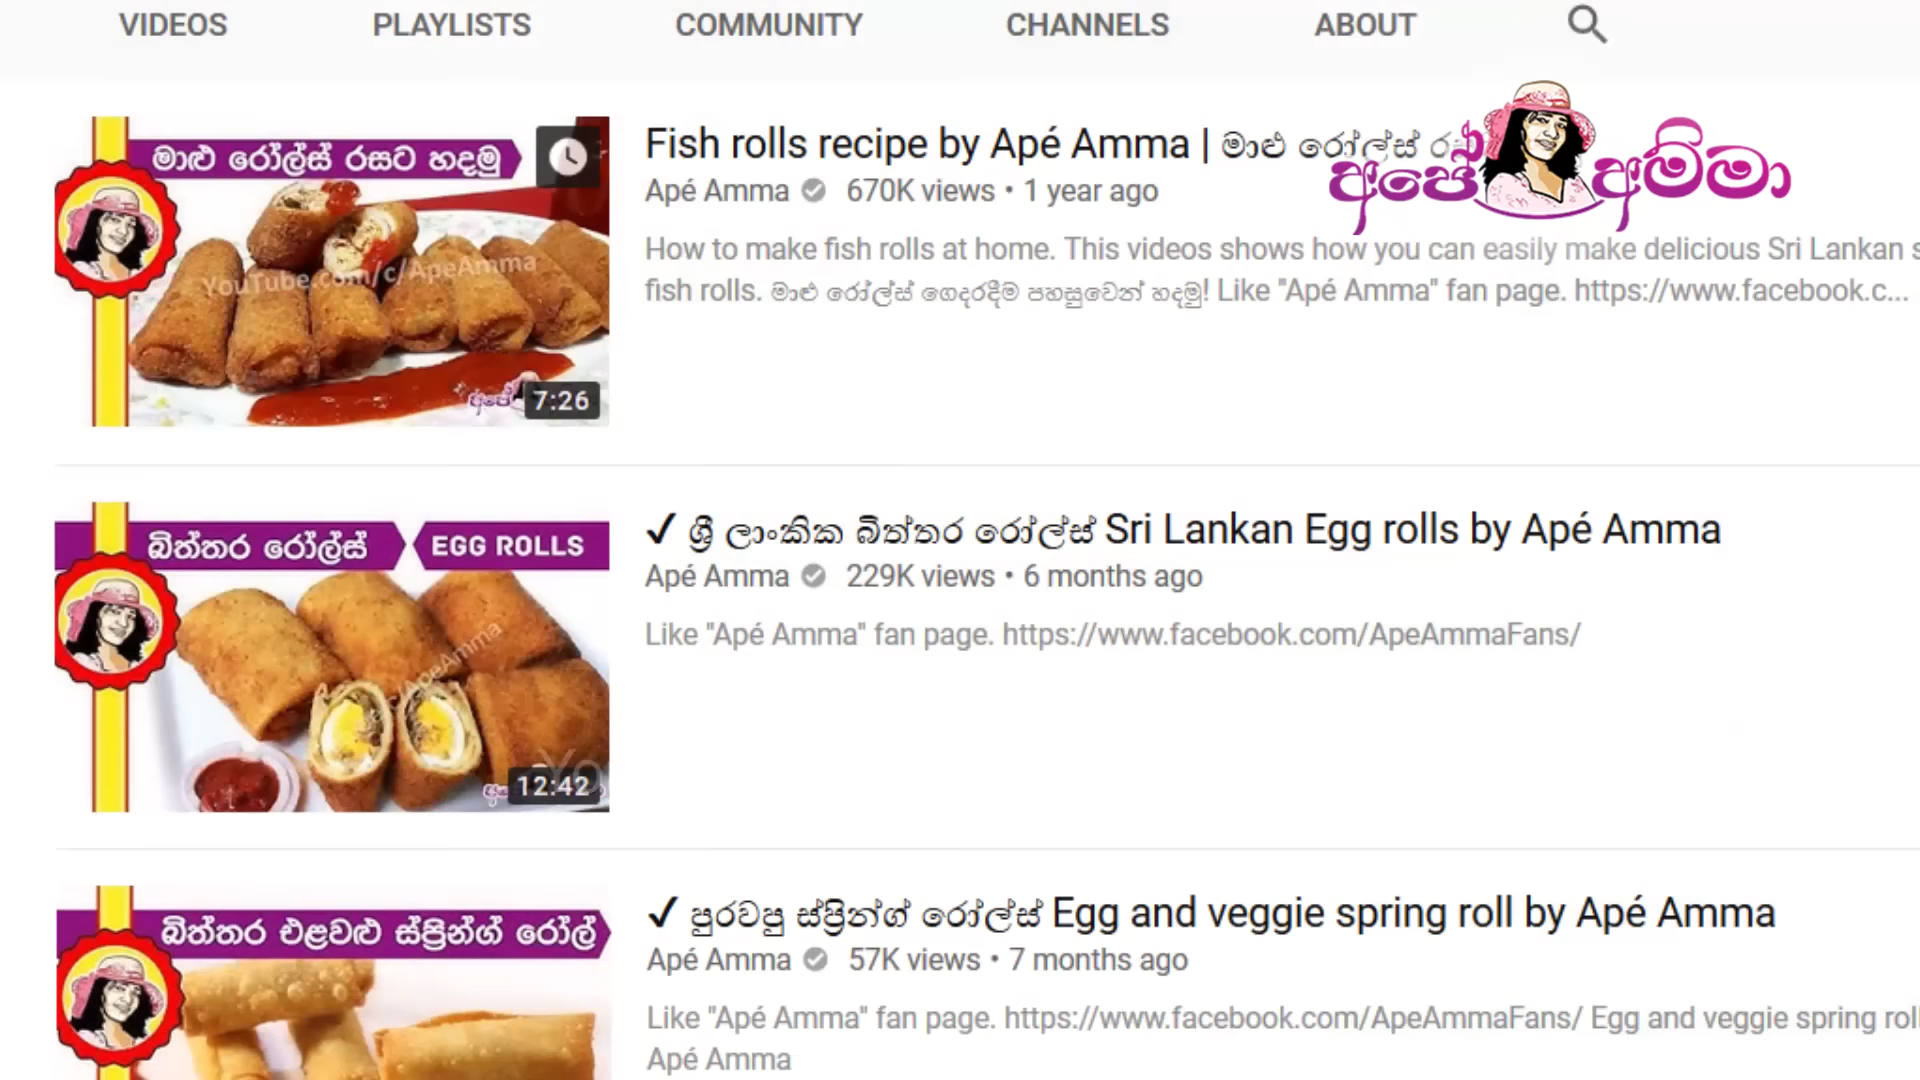 VIDEOS PLAYLISTS COMMUNITY CHANNELS ABOUT
මාළු රෝල්ස් රසට හදමු
YouTube.com/c/ApeAmma
අපේ
7:26
Fish rolls recipe by Apé Amma | මාළු රෝල්ස්
අපේ අම්මා
Apé Amma 670K views • 1 year ago
How to make fish rolls at home. This videos shows how you can easily make delicious Sri Lankan s
fish rolls. මාළු රෝල්ස් ගෙදරදීම පහසුවෙන් හදමු! Like "Apé Amma" fan page. https://www.facebook.c...
බිත්තර රෝල්ස් EGG ROLLS
ApeAmma
12:42
✓ ශ්‍රී ලාංකික බිත්තර රෝල්ස් Sri Lankan Egg rolls by Apé Amma
Apé Amma 229K views • 6 months ago
Like "Apé Amma" fan page. https://www.facebook.com/ApeAmmaFans/
බිත්තර එළවළු ස්ප්‍රින්ග් රෝල්
✓ පුරවපු ස්ප්‍රින්ග් රෝල්ස් Egg and veggie spring roll by Apé Amma
Apé Amma 57K views • 7 months ago
Like "Apé Amma" fan page. https://www.facebook.com/ApeAmmaFans/ Egg and veggie spring roll
Apé Amma